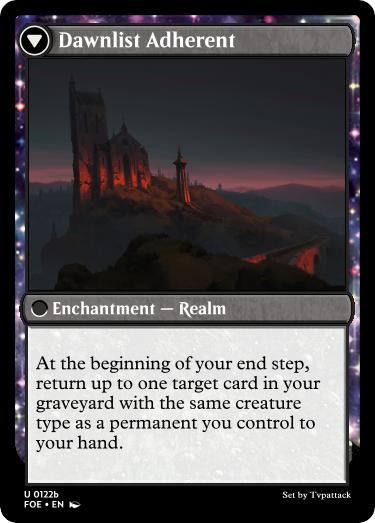 Dawnlist Adherent
Enchantment — Realm
At the beginning of your end step,
return up to one target card in your
graveyard with the same creature
type as a permanent you control to
your hand.
U 0122b
FOE • EN
Set by Tvpattack